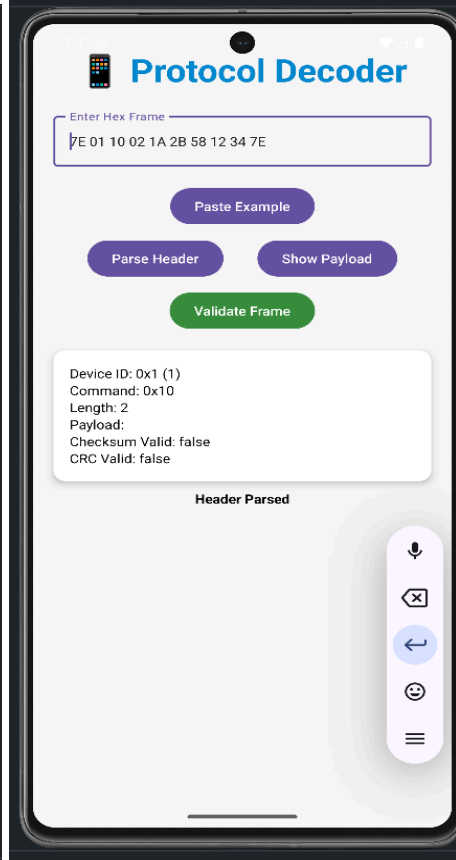 1:47
Protocol Decoder
Enter Hex Frame
7E 01 10 02 1A 2B 58 12 34 7E
Paste Example
Parse Header
Show Payload
Validate Frame
Device ID: 0x1 (1)
Command: 0x10
Length: 2
Payload:
Checksum Valid: false
CRC Valid: false
Header Parsed